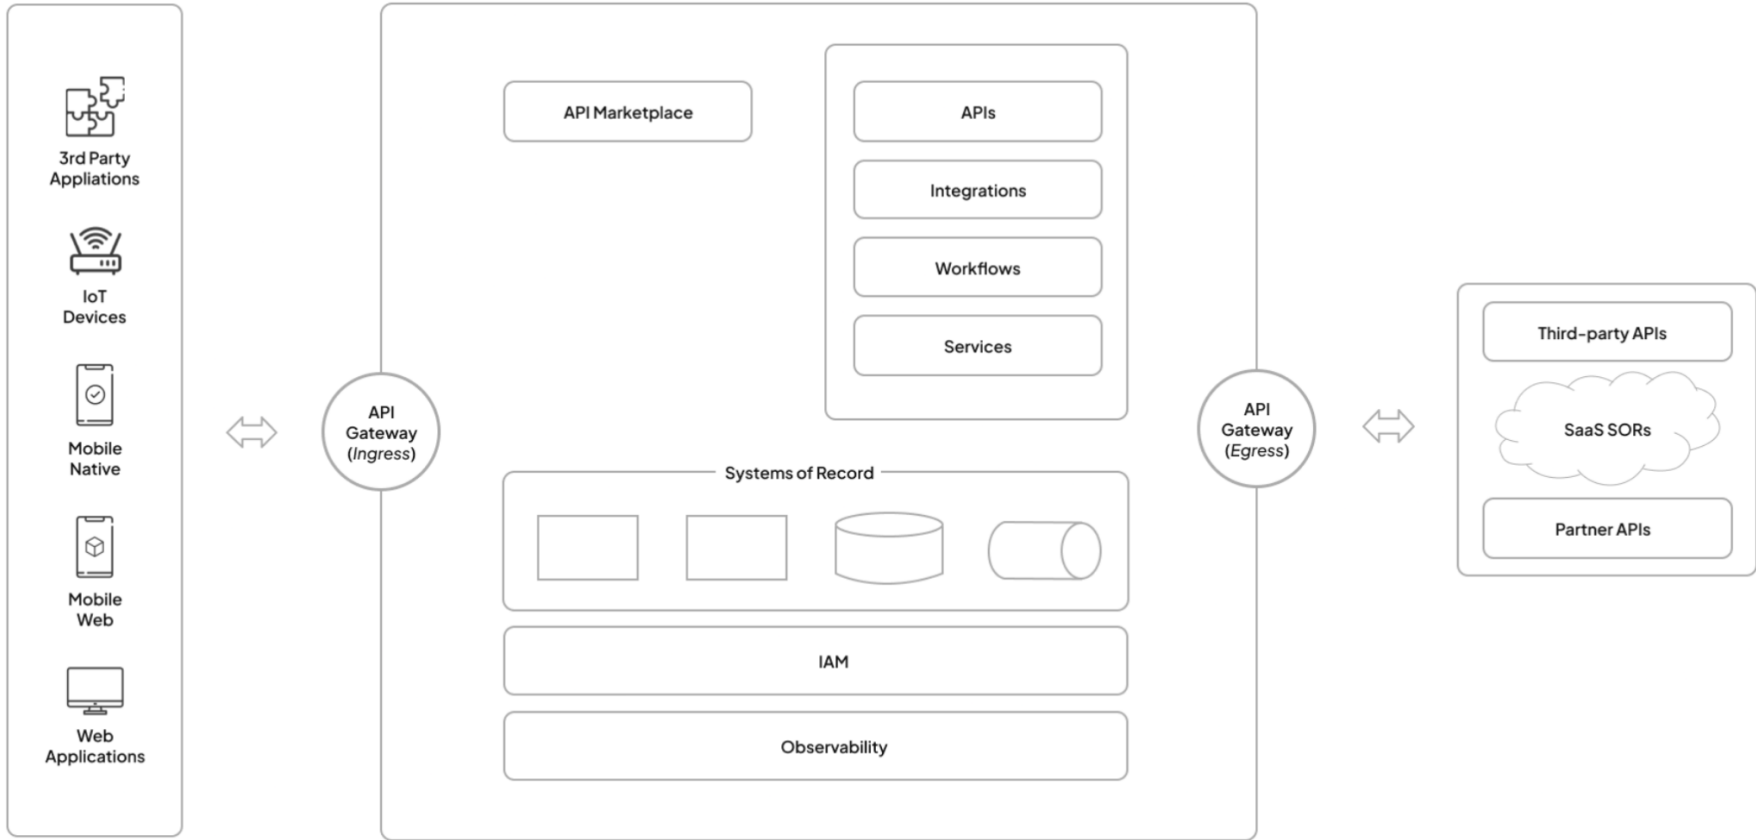 3rd Party
Appliations
IoT
Devices
Mobile
Native
Mobile
Web
Web
Applications
API
Gateway
(Ingress)
API Marketplace
APIs
Integrations
Workflows
Services
Systems of Record
IAM
Observability
API
Gateway
(Egress)
Third-party APIs
SaaS SORs
Partner APIs